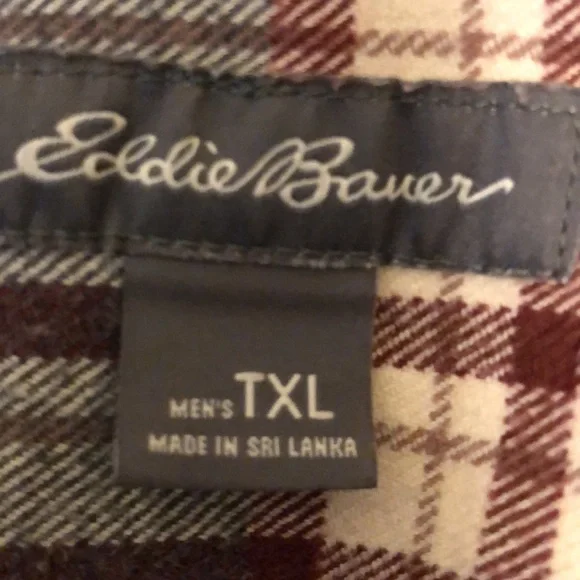 Eddie Bauer
MEN'S TXL
MADE IN SRI LANKA